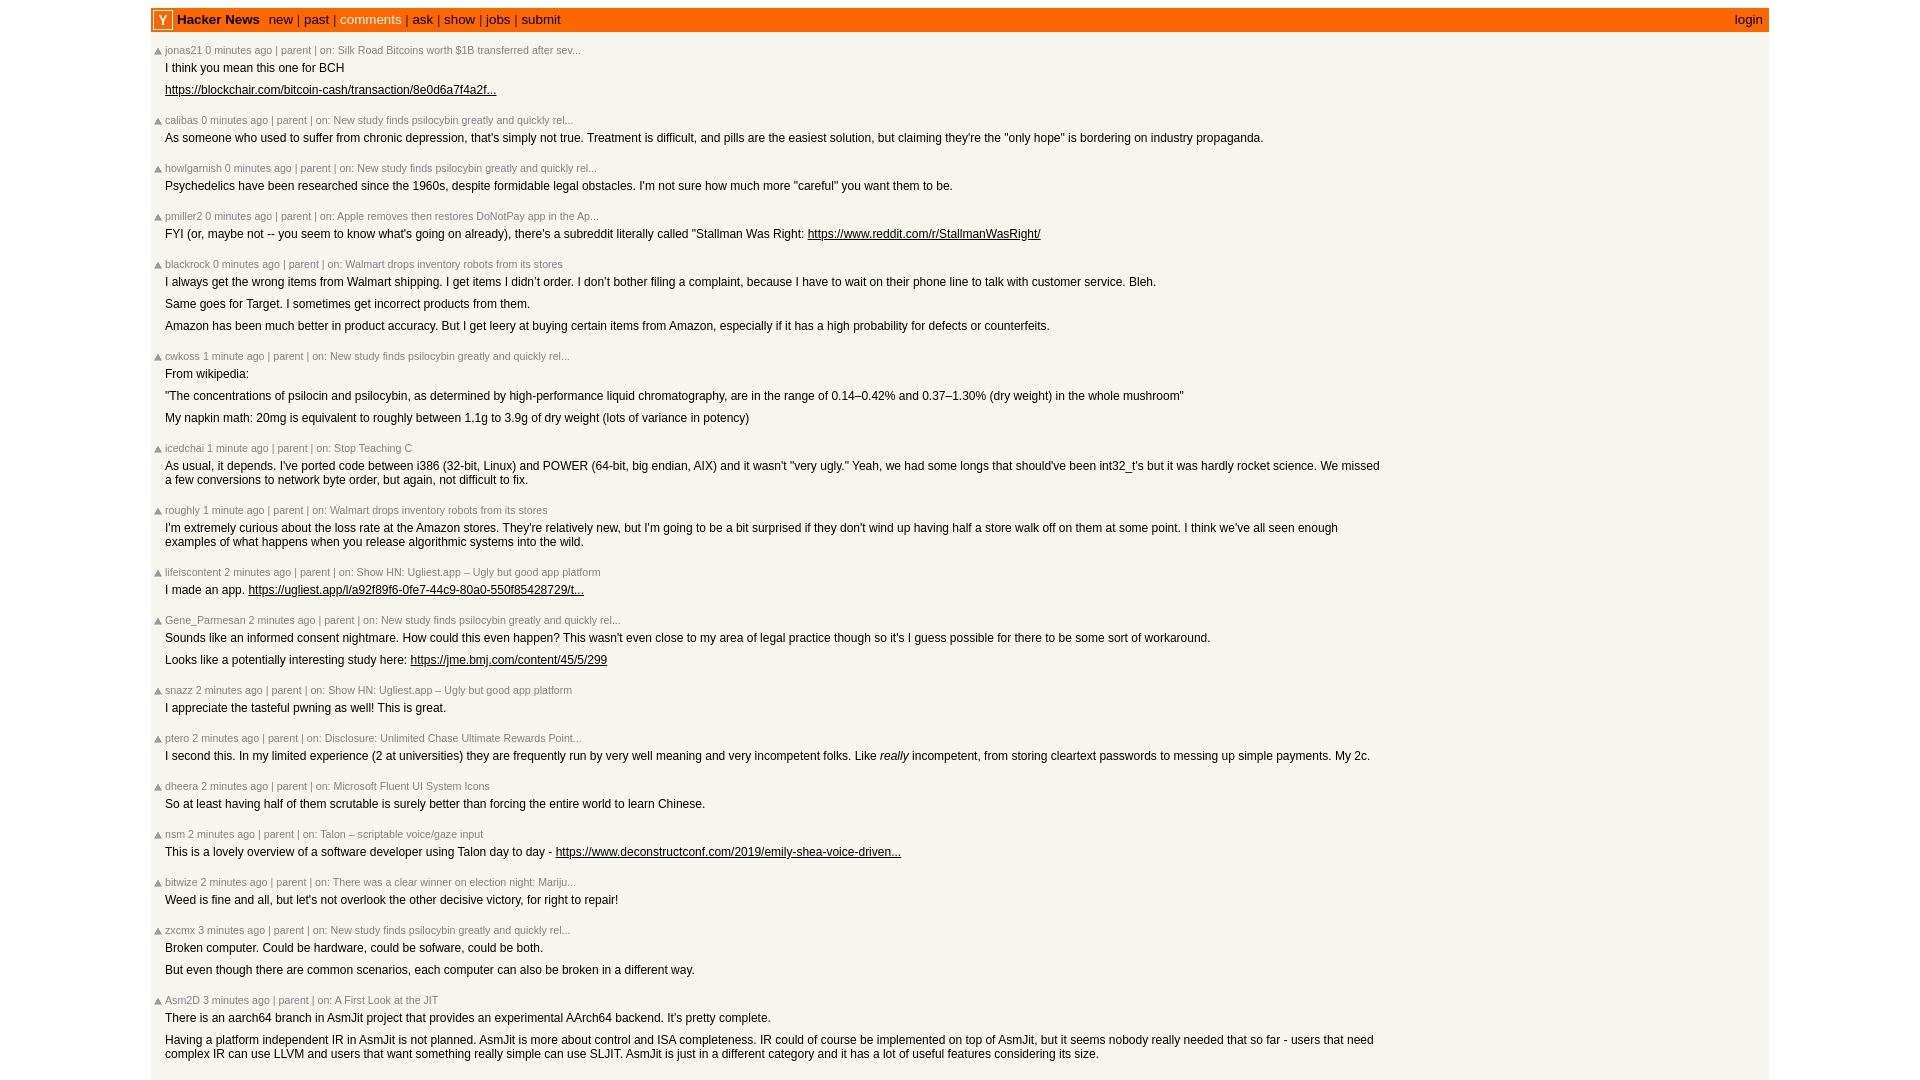 Y Hacker News new | past | comments | ask | show | jobs | submit login
jonas21 0 minutes ago | parent | on: Silk Road Bitcoins worth $1B transferred after sev...
I think you mean this one for BCH
https://blockchair.com/bitcoin-cash/transaction/8e0d6a7f4a2f...
calibas 0 minutes ago | parent | on: New study finds psilocybin greatly and quickly rel...
As someone who used to suffer from chronic depression, that's simply not true. Treatment is difficult, and pills are the easiest solution, but claiming they're the "only hope" is bordering on industry propaganda.
howlgarnish 0 minutes ago | parent | on: New study finds psilocybin greatly and quickly rel...
Psychedelics have been researched since the 1960s, despite formidable legal obstacles. I'm not sure how much more "careful" you want them to be.
pmiller2 0 minutes ago | parent | on: Apple removes then restores DoNotPay app in the Ap...
FYI (or, maybe not -- you seem to know what's going on already), there's a subreddit literally called "Stallman Was Right: https://www.reddit.com/r/StallmanWasRight/
blackrock 0 minutes ago | parent | on: Walmart drops inventory robots from its stores
I always get the wrong items from Walmart shipping. I get items I didn’t order. I don’t bother filing a complaint, because I have to wait on their phone line to talk with customer service. Bleh.
Same goes for Target. I sometimes get incorrect products from them.
Amazon has been much better in product accuracy. But I get leery at buying certain items from Amazon, especially if it has a high probability for defects or counterfeits.
cwkoss 1 minute ago | parent | on: New study finds psilocybin greatly and quickly rel...
From wikipedia:
"The concentrations of psilocin and psilocybin, as determined by high-performance liquid chromatography, are in the range of 0.14–0.42% and 0.37–1.30% (dry weight) in the whole mushroom"
My napkin math: 20mg is equivalent to roughly between 1.1g to 3.9g of dry weight (lots of variance in potency)
icedchai 1 minute ago | parent | on: Stop Teaching C
As usual, it depends. I've ported code between i386 (32-bit, Linux) and POWER (64-bit, big endian, AIX) and it wasn't "very ugly." Yeah, we had some longs that should've been int32_t's but it was hardly rocket science. We missed
a few conversions to network byte order, but again, not difficult to fix.
roughly 1 minute ago | parent | on: Walmart drops inventory robots from its stores
I'm extremely curious about the loss rate at the Amazon stores. They're relatively new, but I'm going to be a bit surprised if they don't wind up having half a store walk off on them at some point. I think we've all seen enough
examples of what happens when you release algorithmic systems into the wild.
lifeiscontent 2 minutes ago | parent | on: Show HN: Ugliest.app – Ugly but good app platform
I made an app. https://ugliest.app/l/a92f89f6-0fe7-44c9-80a0-550f85428729/t...
Gene_Parmesan 2 minutes ago | parent | on: New study finds psilocybin greatly and quickly rel...
Sounds like an informed consent nightmare. How could this even happen? This wasn't even close to my area of legal practice though so it's I guess possible for there to be some sort of workaround.
Looks like a potentially interesting study here: https://jme.bmj.com/content/45/5/299
snazz 2 minutes ago | parent | on: Show HN: Ugliest.app – Ugly but good app platform
I appreciate the tasteful pwning as well! This is great.
ptero 2 minutes ago | parent | on: Disclosure: Unlimited Chase Ultimate Rewards Point...
I second this. In my limited experience (2 at universities) they are frequently run by very well meaning and very incompetent folks. Like really incompetent, from storing cleartext passwords to messing up simple payments. My 2c.
dheera 2 minutes ago | parent | on: Microsoft Fluent UI System Icons
So at least having half of them scrutable is surely better than forcing the entire world to learn Chinese.
nsm 2 minutes ago | parent | on: Talon – scriptable voice/gaze input
This is a lovely overview of a software developer using Talon day to day - https://www.deconstructconf.com/2019/emily-shea-voice-driven...
bitwize 2 minutes ago | parent | on: There was a clear winner on election night: Mariju...
Weed is fine and all, but let's not overlook the other decisive victory, for right to repair!
zxcmx 3 minutes ago | parent | on: New study finds psilocybin greatly and quickly rel...
Broken computer. Could be hardware, could be sofware, could be both.
But even though there are common scenarios, each computer can also be broken in a different way.
Asm2D 3 minutes ago | parent | on: A First Look at the JIT
There is an aarch64 branch in AsmJit project that provides an experimental AArch64 backend. It's pretty complete.
Having a platform independent IR in AsmJit is not planned. AsmJit is more about control and ISA completeness. IR could of course be implemented on top of AsmJit, but it seems nobody really needed that so far - users that need
complex IR can use LLVM and users that want something really simple can use SLJIT. AsmJit is just in a different category and it has a lot of useful features considering its size.